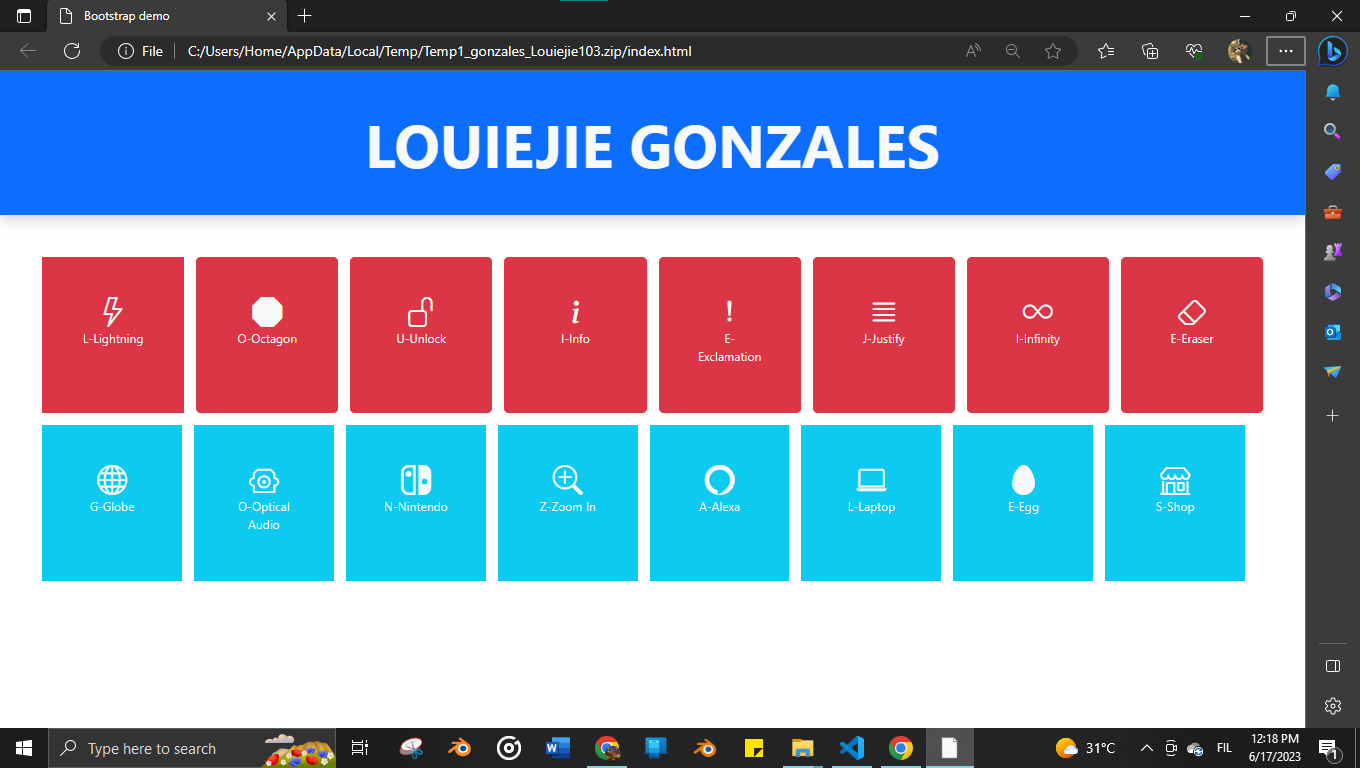 Bootstrap demo
File
C:/Users/Home/AppData/Local/Temp/Temp1_gonzales_Louiejie103.zip/index.html
LOUIEJIE GONZALES
L-Lightning
O-Octagon
U-Unlock
I-Info
E-
Exclamation
J-Justify
I-Infinity
E-Eraser
G-Globe
O-Optical
Audio
N-Nintendo
Z-Zoom In
A-Alexa
L-Laptop
E-Egg
S-Shop
Type here to search
31°C
FIL
12:18 PM
6/17/2023
1